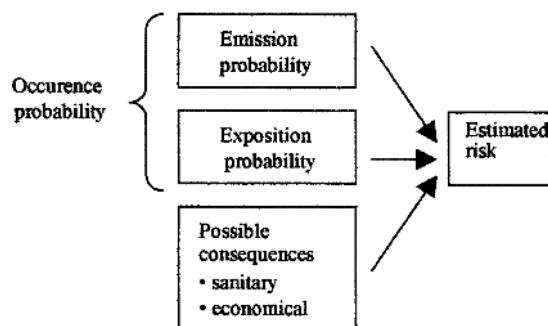 Occurence
probability
Emission
probability
Exposition
probability
Possible
consequences
• sanitary
• economical
Estimated
risk